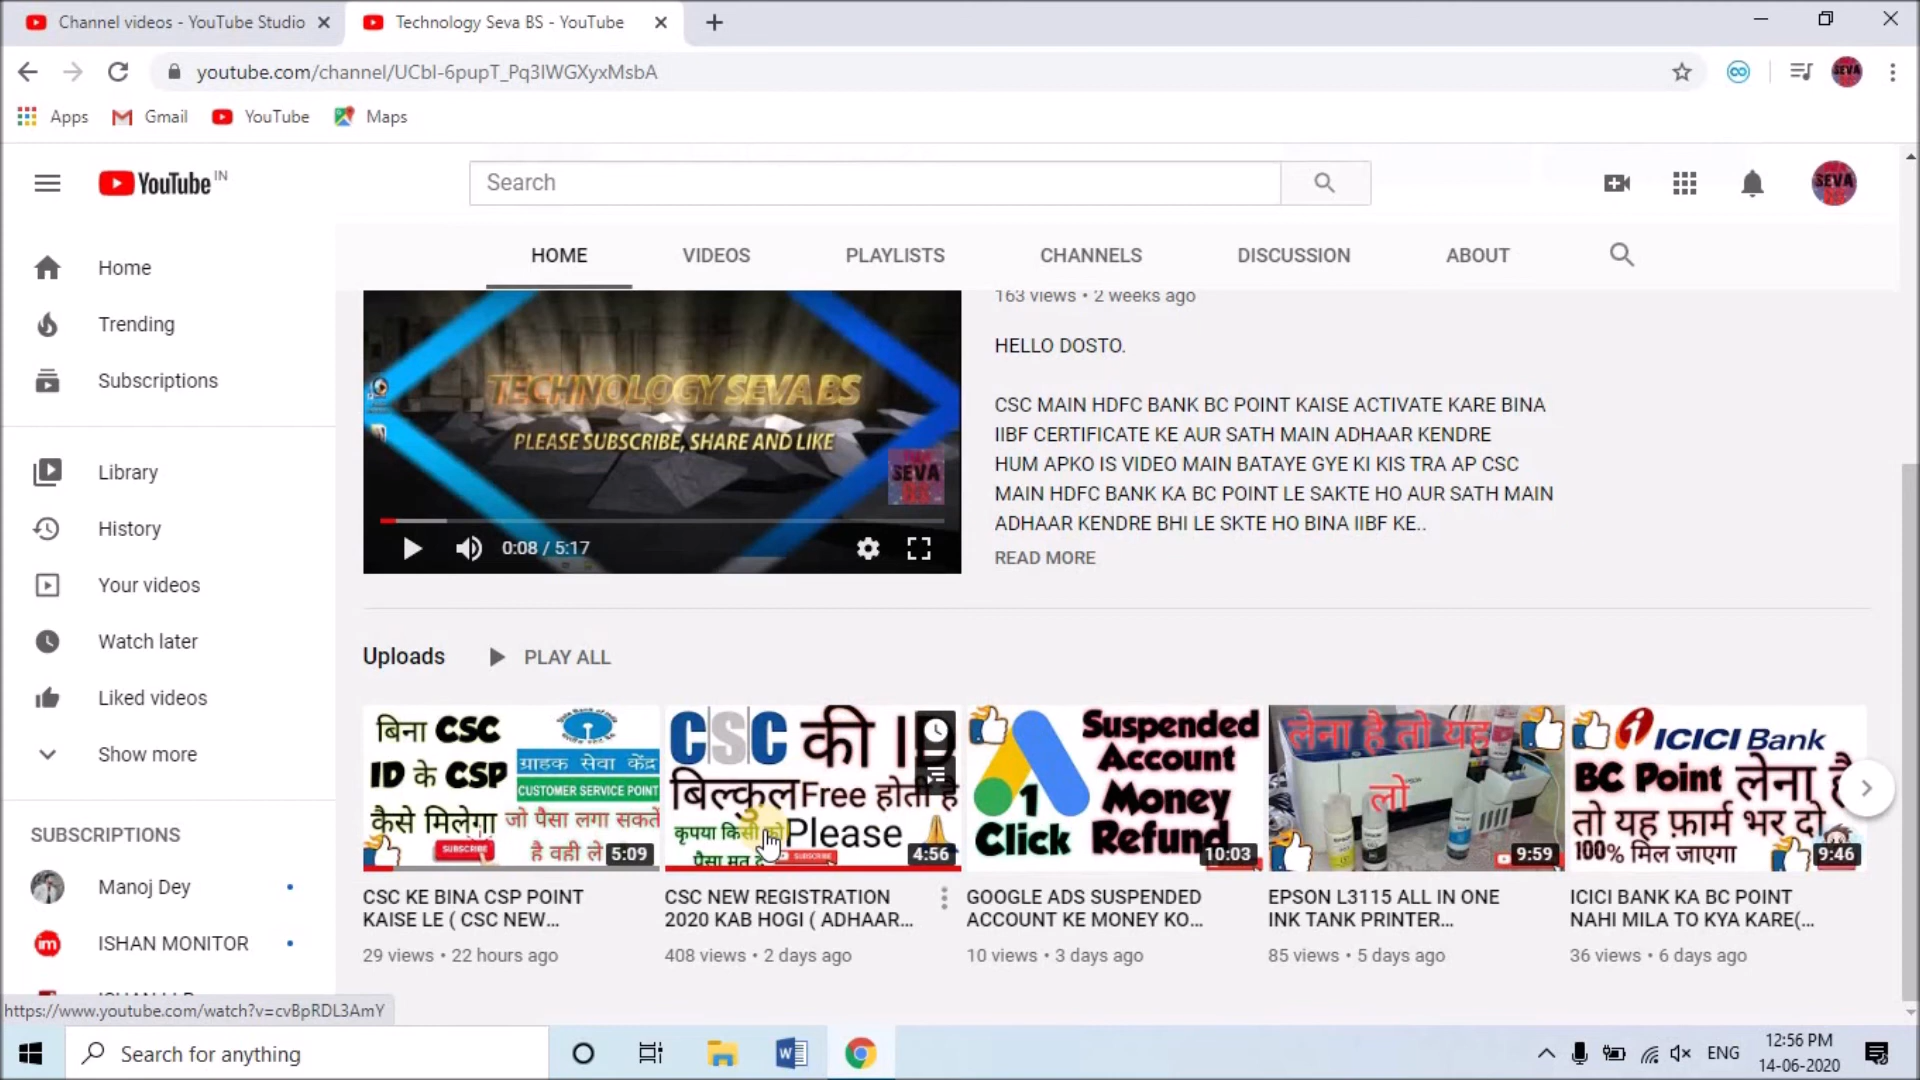 Channel videos - YouTube Studio
Technology Seva BS - YouTube
youtube.com/channel/UCbI-6pupT_Pq3IWGXyxMsbA
SEVA
Apps
Gmail
YouTube
Maps
YouTube IN
Search
SEVA
Home
Trending
Subscriptions
Library
History
Your videos
Watch later
Liked videos
Show more
SUBSCRIPTIONS
Manoj Dey
im ISHAN MONITOR
HOME
VIDEOS
PLAYLISTS
CHANNELS
DISCUSSION
ABOUT
TECHNOLOGY SEVA BS
PLEASE SUBSCRIBE, SHARE AND LIKE
SEVA
BS
0:08 / 5:17
163 views • 2 weeks ago
HELLO DOSTO.
CSC MAIN HDFC BANK BC POINT KAISE ACTIVATE KARE BINA
IIBF CERTIFICATE KE AUR SATH MAIN ADHAAR KENDRE
HUM APKO IS VIDEO MAIN BATAYE GYE KI KIS TRA AP CSC
MAIN HDFC BANK KA BC POINT LE SAKTE HO AUR SATH MAIN
ADHAAR KENDRE BHI LE SKTE HO BINA IIBF KE..
READ MORE
Uploads
PLAY ALL
बिना CSC
ID के CSP
कैसे मिलेगा
ग्राहक सेवा केंद्र
CUSTOMER SERVICE POINT
जो पैसा लगा सकते
है वही ले
SUBSCRIBE
5:09
CSC KE BINA CSP POINT
KAISE LE ( CSC NEW...
29 views • 22 hours ago
CSC की ID
बिल्कुल Free होती है
कृपया किसी को Please
पैसा मत
SUBSCRIBE
4:56
CSC NEW REGISTRATION
2020 KAB HOGI ( ADHAAR...
408 views • 2 days ago
Suspended
Account
Money
Refund
1
Click
10:03
GOOGLE ADS SUSPENDED
ACCOUNT KE MONEY KO...
10 views • 3 days ago
लेना है तो यह
लो
9:59
EPSON L3115 ALL IN ONE
INK TANK PRINTER...
85 views • 5 days ago
ICICI Bank
BC Point लेना है
तो यह फ़ार्म भर दो
100% मिल जाएगा
9:46
ICICI BANK KA BC POINT
NAHI MILA TO KYA KARE(...
36 views • 6 days ago
https://www.youtube.com/watch?v=cvBpRDL3AmY
Search for anything
ENG
12:56 PM
14-06-2020